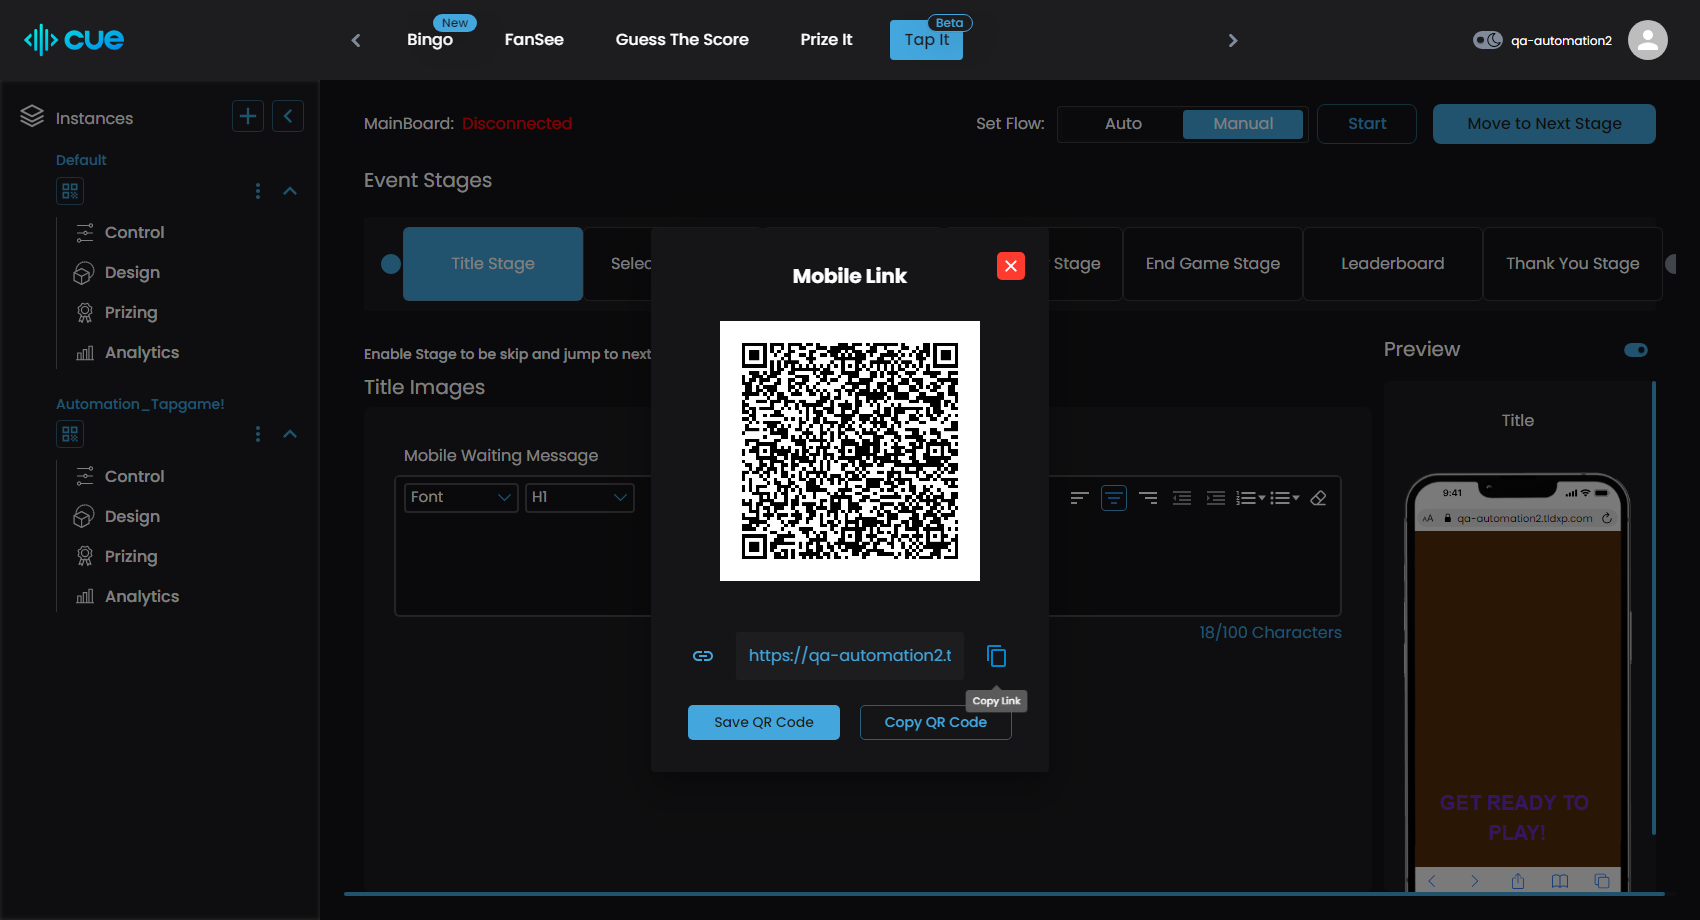 cue
Bingo
New
FanSee
Guess The Score
Prize It
Tap It
Beta
qa-automation2
Instances
Default
Control
Design
Prizing
Analytics
Automation_Tapgame!
Control
Design
Prizing
Analytics
MainBoard: Disconnected
Set Flow:
Auto
Manual
Start
Move to Next Stage
Event Stages
Title Stage
Selec
Stage
End Game Stage
Leaderboard
Thank You Stage
Enable Stage to be skip and jump to next
Title Images
Mobile Waiting Message
Font
H1
18/100 Characters
Mobile Link
https://qa-automation2.t
Copy Link
Save QR Code
Copy QR Code
Preview
Title
9:41
AA
qa-automation2.tldxp.com
GET READY TO
PLAY!